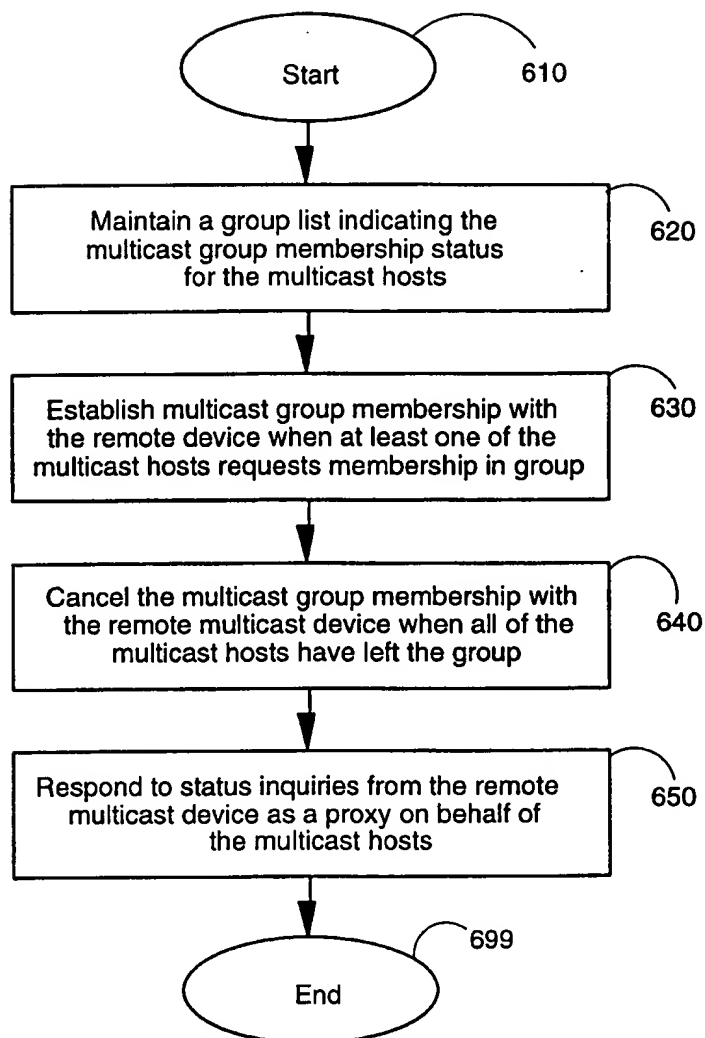 Start
610
Maintain a group list indicating the
multicast group membership status
for the multicast hosts
620
Establish multicast group membership with
the remote device when at least one of the
multicast hosts requests membership in group
630
Cancel the multicast group membership with
the remote multicast device when all of the
multicast hosts have left the group
640
Respond to status inquiries from the remote
multicast device as a proxy on behalf of
the multicast hosts
650
699
End